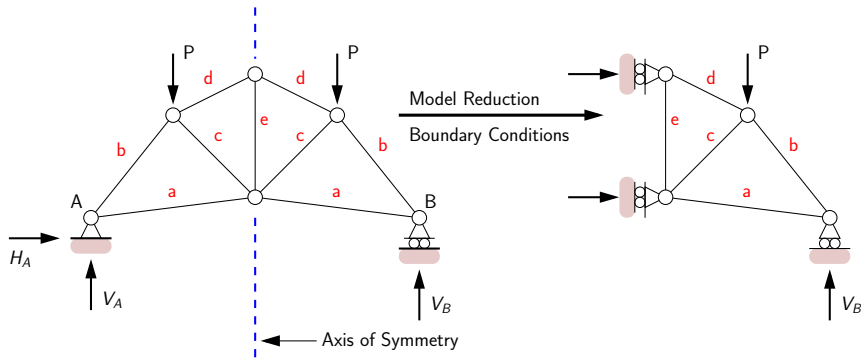 P
P
P
d
d
d
Model Reduction
e
c
c
e
c
b
b
b
Boundary Conditions
a
a
a
A
B
H_A
V_A
V_B
V_B
Axis of Symmetry